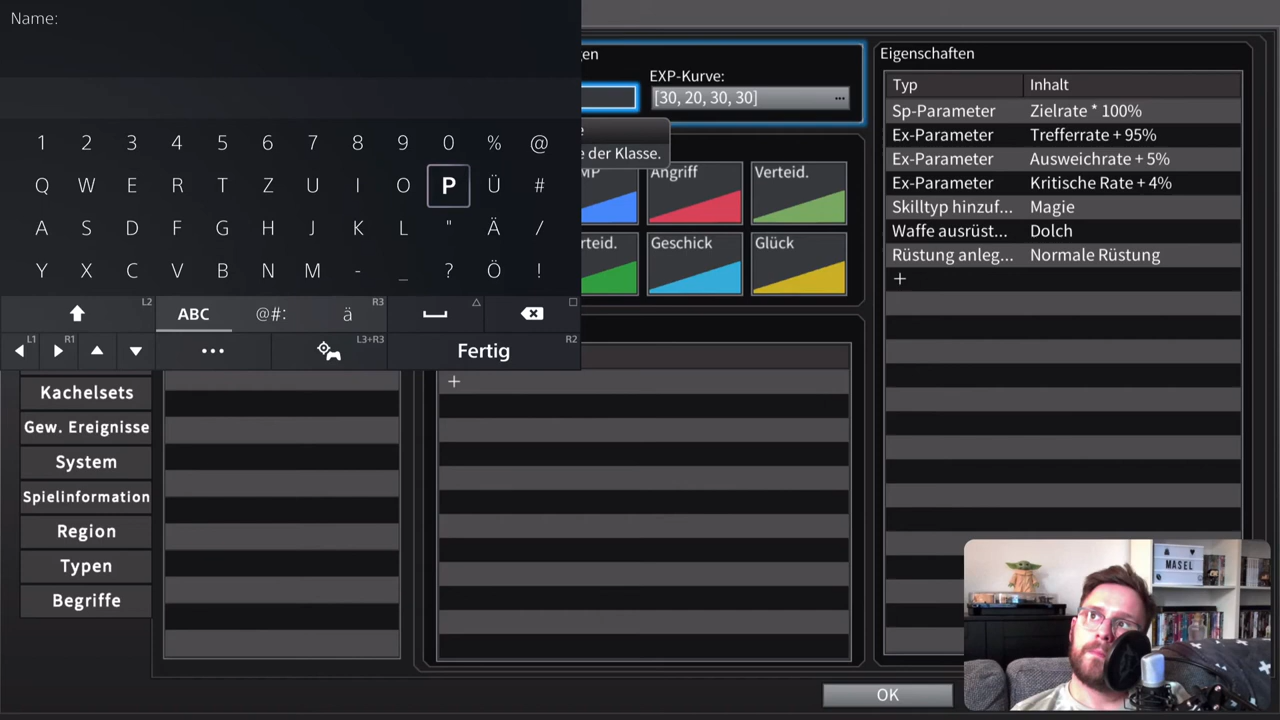 Name:
1 2 3 4 5 6 7 8 9 0 % @
Q W E R T Z U I O P Ü #
A S D F G H J K L " Ä /
Y X C V B N M - _ ? Ö !
L2
ABC
@#:
ä
R3
L1
R1
...
L3+R3
Fertig
R2
en
EXP-Kurve:
[30, 20, 30, 30]
...
e
e der Klasse.
MP
Angriff
Verteid.
teid.
Geschick
Glück
+
Eigenschaften
Typ Inhalt
Sp-Parameter Zielrate * 100%
Ex-Parameter Trefferrate + 95%
Ex-Parameter Ausweichrate + 5%
Ex-Parameter Kritische Rate + 4%
Skilltyp hinzuf... Magie
Waffe ausrüst... Dolch
Rüstung anleg... Normale Rüstung
+
Kachelsets
Gew. Ereignisse
System
Spielinformation
Region
Typen
Begriffe
MASEL
OK